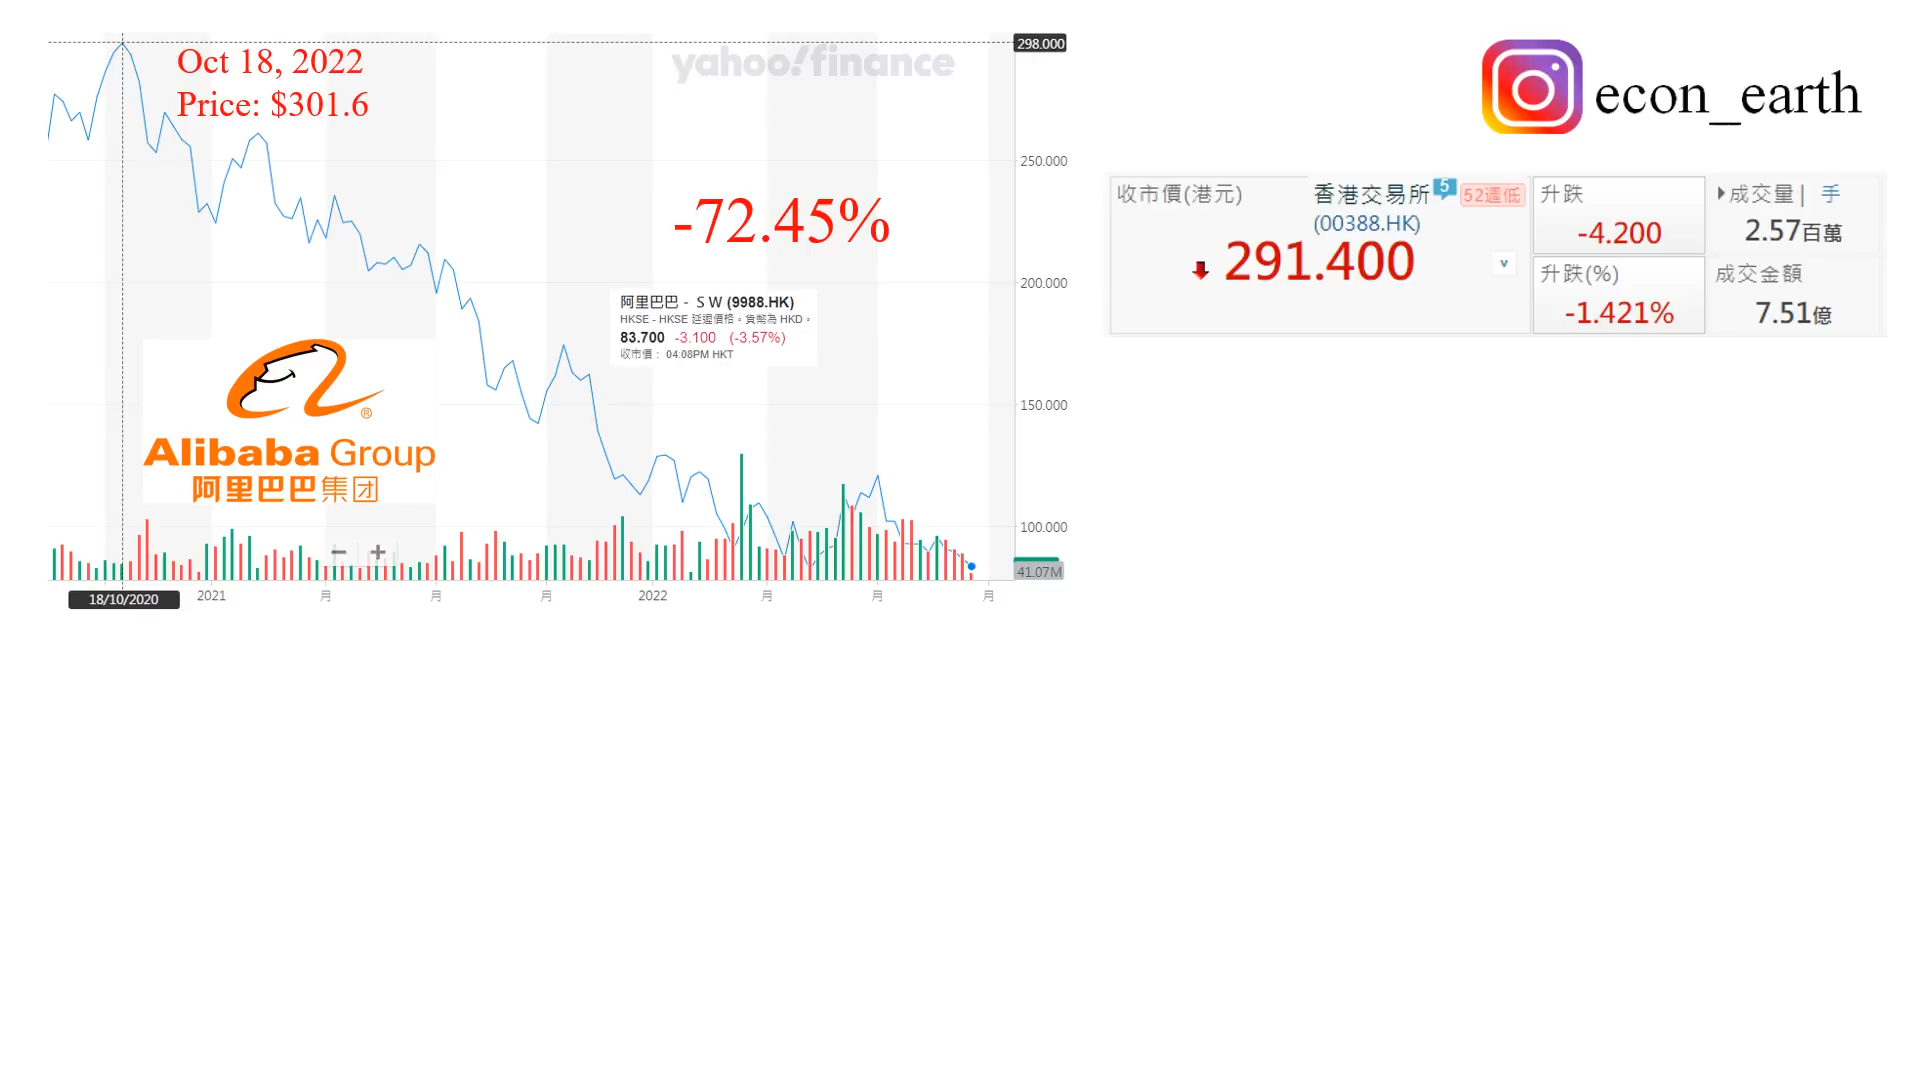 298.000
Oct 18, 2022
Price: $301.6
yahoo!finance
econ_earth
250.000
-72.45%
收市價(港元)
香港交易所
5
52週低
(00388.HK)
291.400
升跌
-4.200
升跌(%)
-1.421%
成交量| 手
2.57百萬
成交金額
7.51億
200.000
阿里巴巴 - ＳＷ (9988.HK)
HKSE - HKSE 延遲價格。貨幣為 HKD。
83.700 -3.100 (-3.57%)
收市價： 04:08PM HKT
150.000
Alibaba Group
阿里巴巴集团
®
100.000
41.07M
18/10/2020
2021
月
月
月
2022
月
月
月